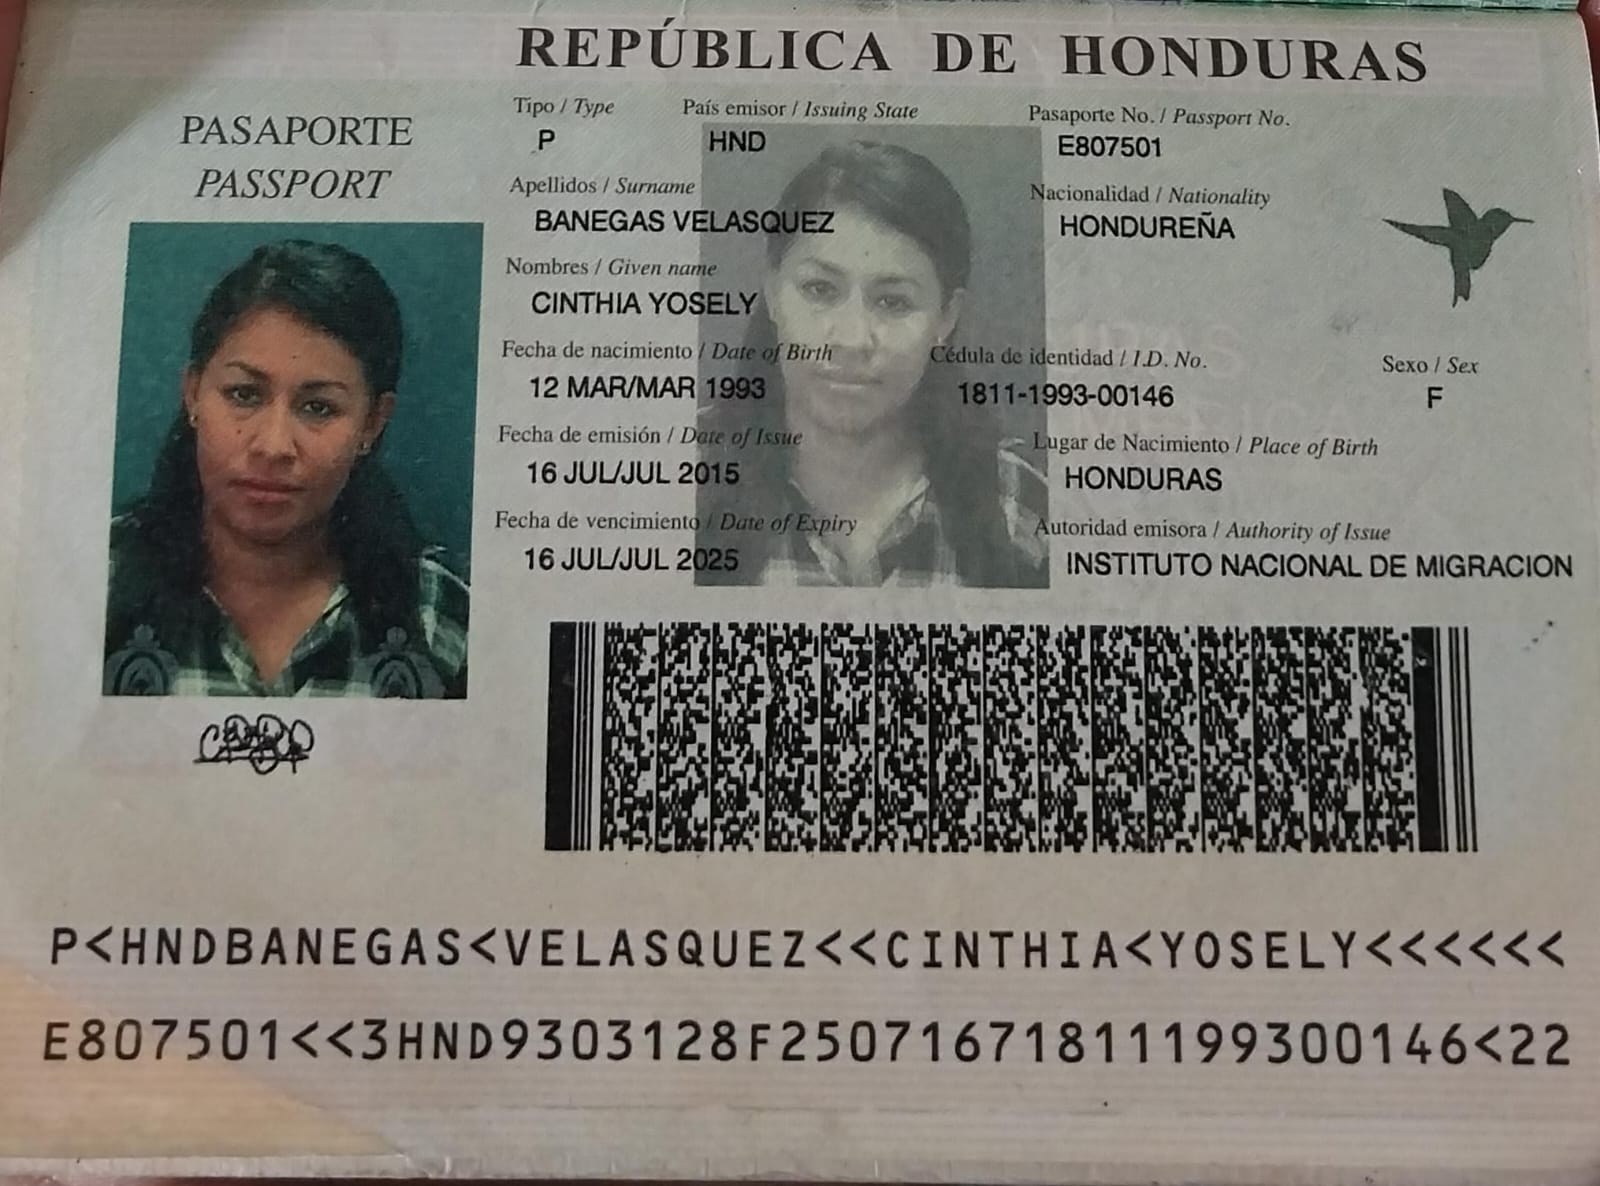 REPÚBLICA DE HONDURAS
PASAPORTE
PASSPORT
Tipo / Type
P
País emisor / Issuing State
HND
Pasaporte No. / Passport No.
E807501
Apellidos / Surname
BANEGAS VELASQUEZ
Nacionalidad / Nationality
HONDUREÑA
Nombres / Given name
CINTHIA YOSELY
Fecha de nacimiento / Date of Birth
12 MAR/MAR 1993
Cédula de identidad / I.D. No.
1811-1993-00146
Sexo / Sex
F
Fecha de emisión / Date of Issue
16 JUL/JUL 2015
Lugar de Nacimiento / Place of Birth
HONDURAS
Fecha de vencimiento / Date of Expiry
16 JUL/JUL 2025
Autoridad emisora / Authority of Issue
INSTITUTO NACIONAL DE MIGRACION
P<HNDBANEGAS<VELASQUEZ<<CINTHIA<YOSELY<<<<<<
E807501<<3HND9303128F2507167181119930​0146<22